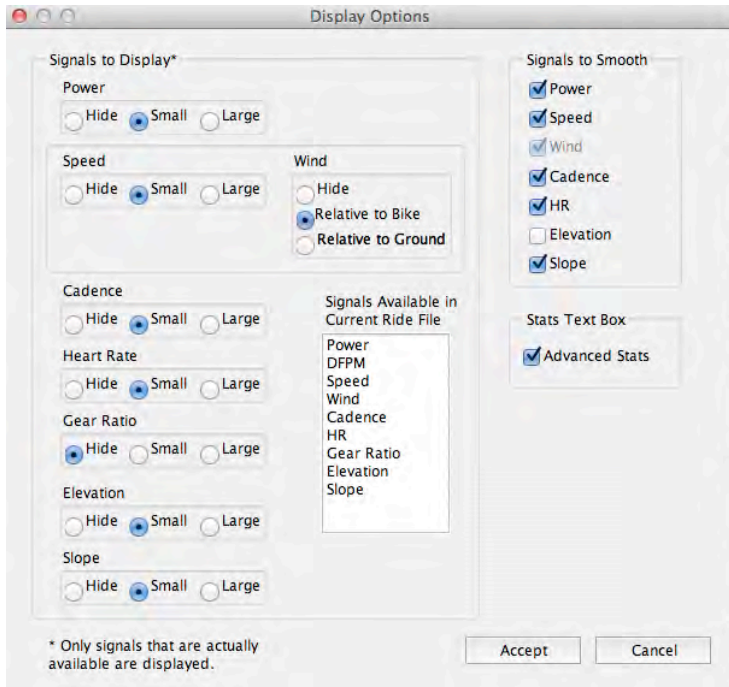 Display Options
Signals to Display*
Power
Hide Small Large
Speed
Hide Small Large
Wind
Hide
Relative to Bike
Relative to Ground
Cadence
Hide Small Large
Heart Rate
Hide Small Large
Gear Ratio
Hide Small Large
Elevation
Hide Small Large
Slope
Hide Small Large
Signals Available in
Current Ride File
Power
DFPM
Speed
Wind
Cadence
HR
Gear Ratio
Elevation
Slope
Signals to Smooth
Power
Speed
Wind
Cadence
HR
Elevation
Slope
Stats Text Box
Advanced Stats
* Only signals that are actually
available are displayed.
Accept
Cancel